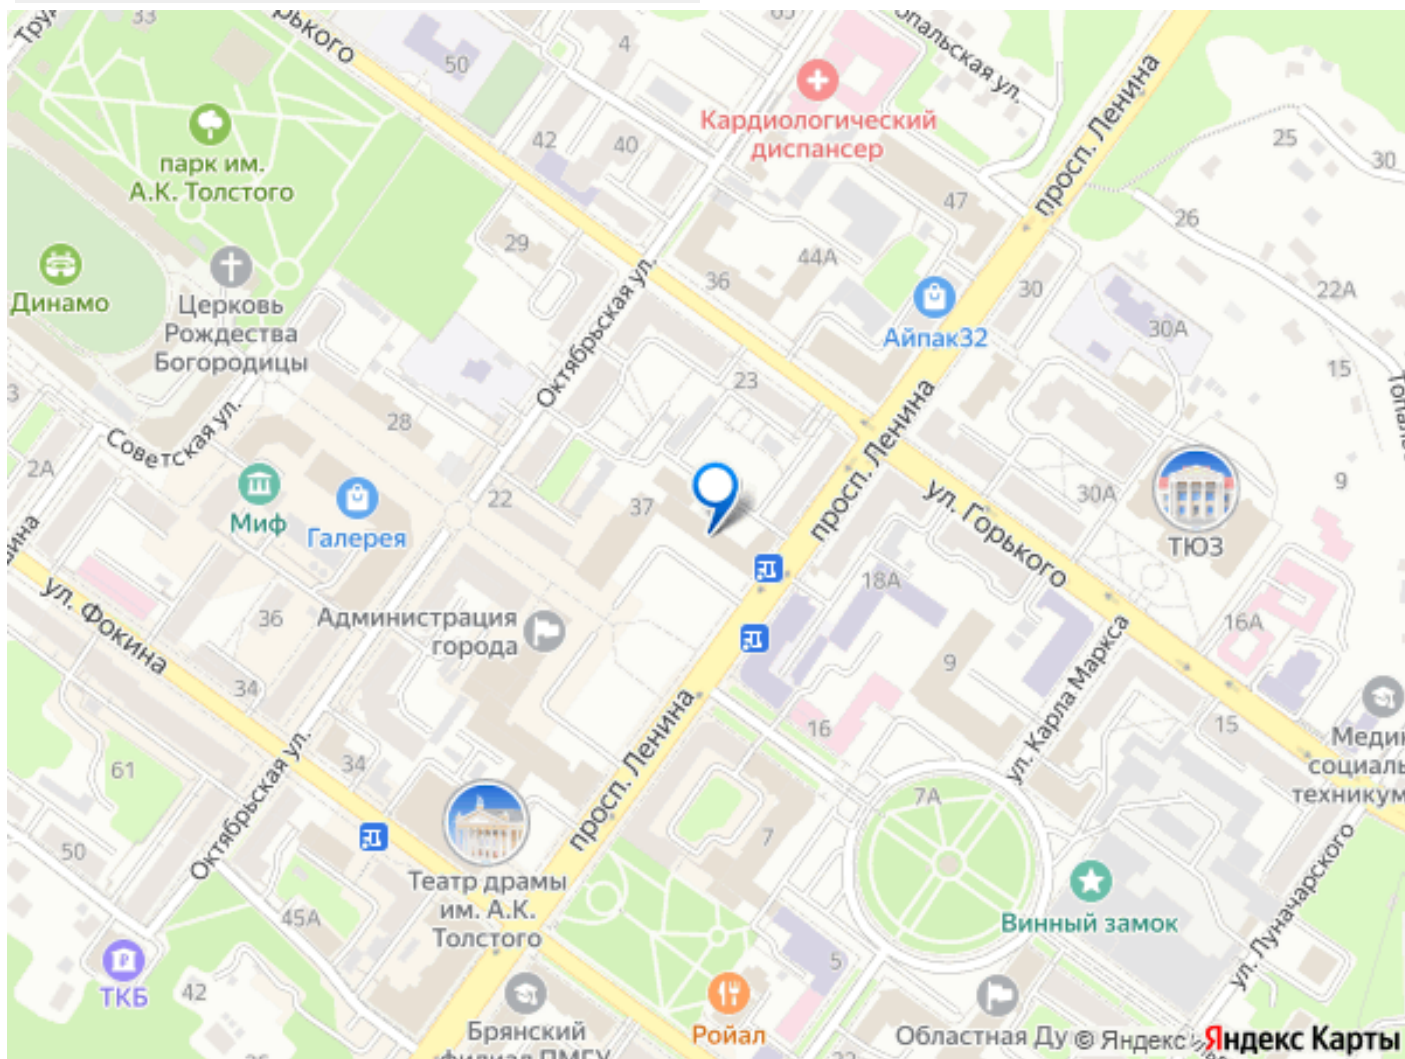 33
Горького
50
4
Топальская ул.
просп. Ленина
Кардиологический
диспансер
25
30
парк им.
А.К. Толстого
42
40
47
26
29
44А
36
Динамо
Церковь
Рождества
Богородицы
Октябрьская ул.
Айпак32
30
22А
30А
15
23
28
Советская ул.
2А
Миф
Галерея
22
37
просп. Ленина
ул. Горького
30А
9
ТЮЗ
ул. Фокина
36
Администрация
города
18А
16А
9
ул. Карла Маркса
34
просп. Ленина
16
15
61
34
Октябрьская ул.
7А
7
50
Театр драмы
им. А.К.
Толстого
45А
Винный замок
ул. Луначарского
ТКБ
42
5
Брянский
Ройал
Областная Ду
© Яндекс
Яндекс Карты